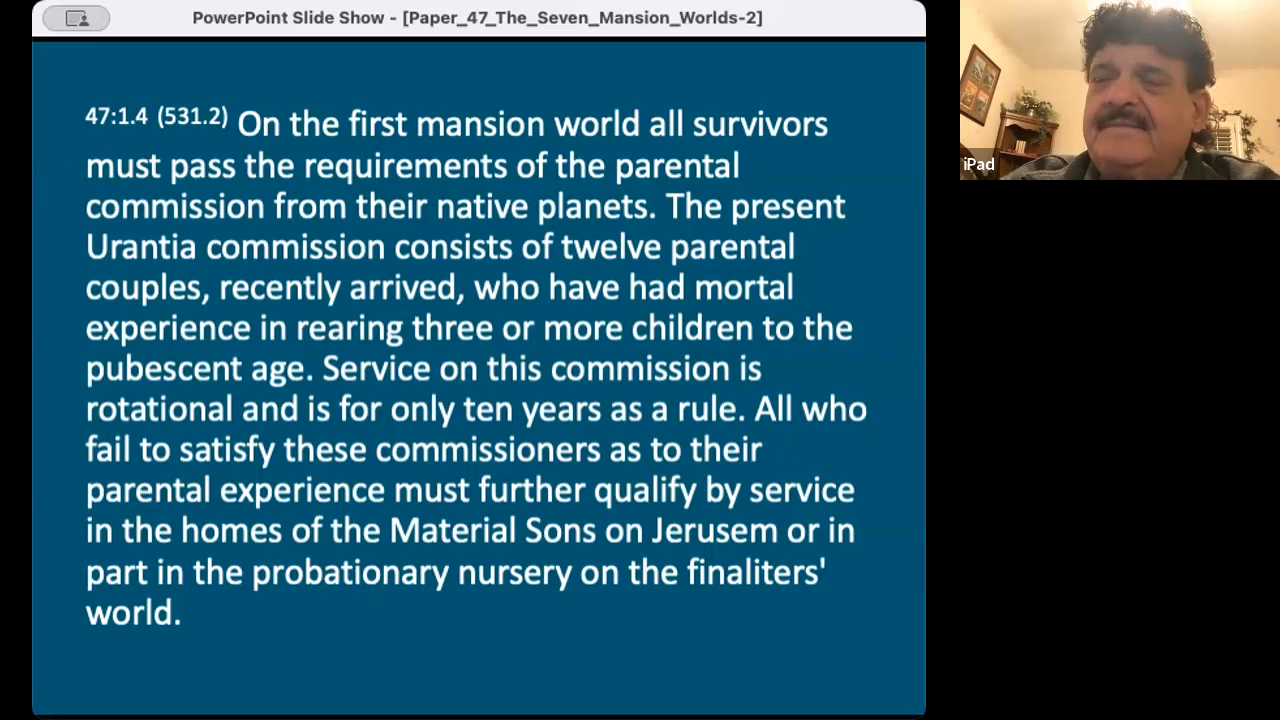 PowerPoint Slide Show - [Paper_47_The_Seven_Mansion_Worlds-2]
47:1.4 (531.2) On the first mansion world all survivors
must pass the requirements of the parental
commission from their native planets. The present
Urantia commission consists of twelve parental
couples, recently arrived, who have had mortal
experience in rearing three or more children to the
pubescent age. Service on this commission is
rotational and is for only ten years as a rule. All who
fail to satisfy these commissioners as to their
parental experience must further qualify by service
in the homes of the Material Sons on Jerusem or in
part in the probationary nursery on the finaliters'
world.
iPad